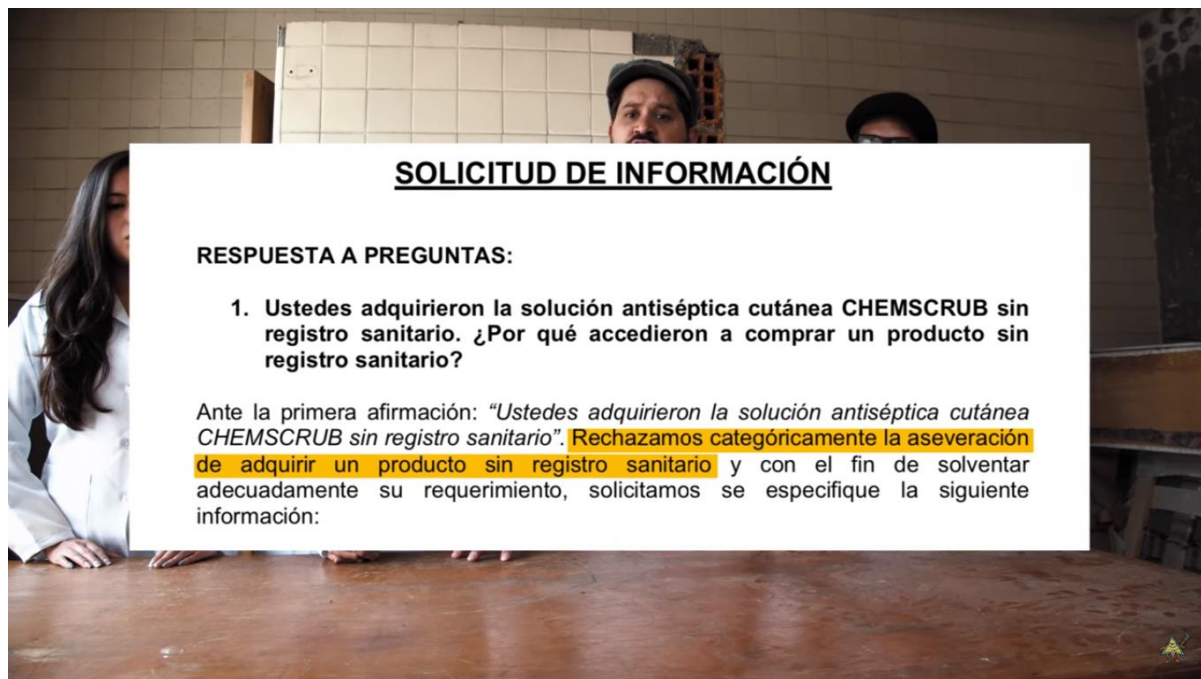 SOLICITUD DE INFORMACIÓN
RESPUESTA A PREGUNTAS:
1. Ustedes adquirieron la solución antiséptica cutánea CHEMSCRUB sin
registro sanitario. ¿Por qué accedieron a comprar un producto sin
registro sanitario?
Ante la primera afirmación: “Ustedes adquirieron la solución antiséptica cutánea
CHEMSCRUB sin registro sanitario”. Rechazamos categóricamente la aseveración
de adquirir un producto sin registro sanitario y con el fin de solventar
adecuadamente su requerimiento, solicitamos se especifique la siguiente
información: